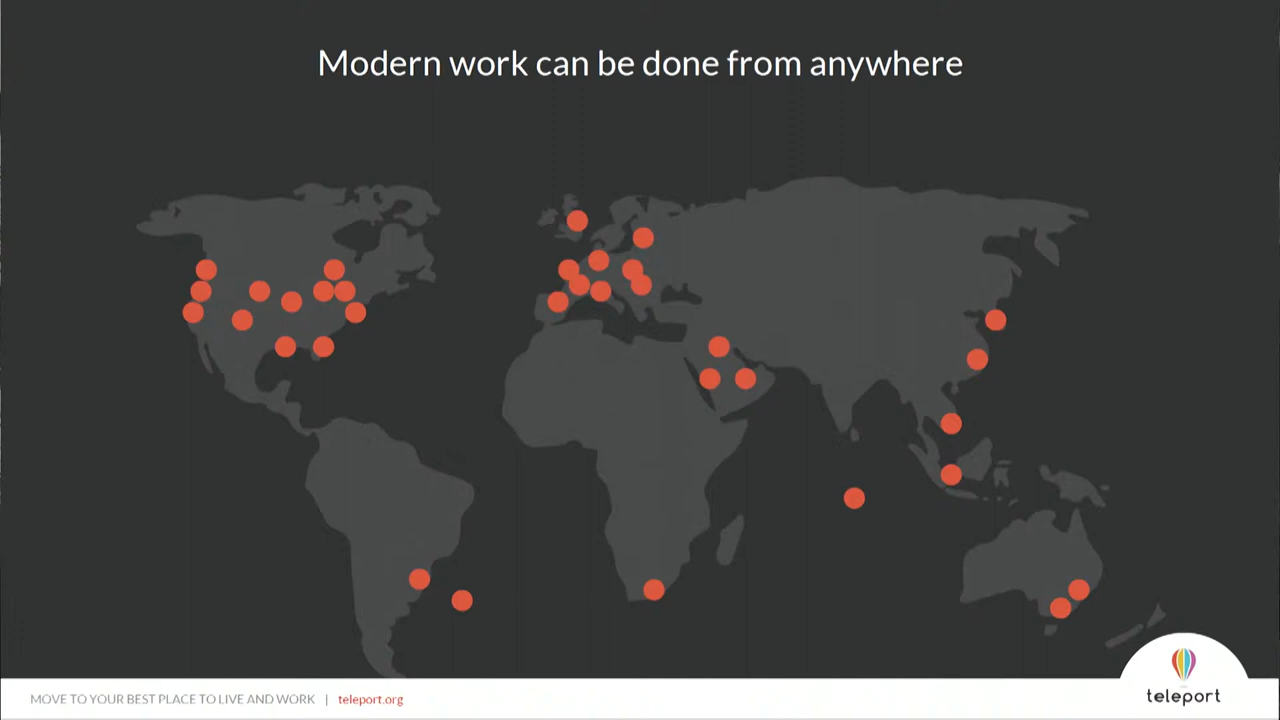 Modern work can be done from anywhere
MOVE TO YOUR BEST PLACE TO LIVE AND WORK | teleport.org
teleport